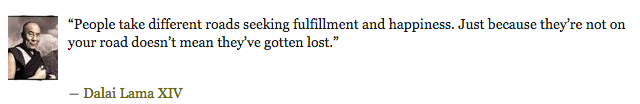 “People take different roads seeking fulfillment and happiness. Just because they’re not on
your road doesn’t mean they’ve gotten lost.”
― Dalai Lama XIV